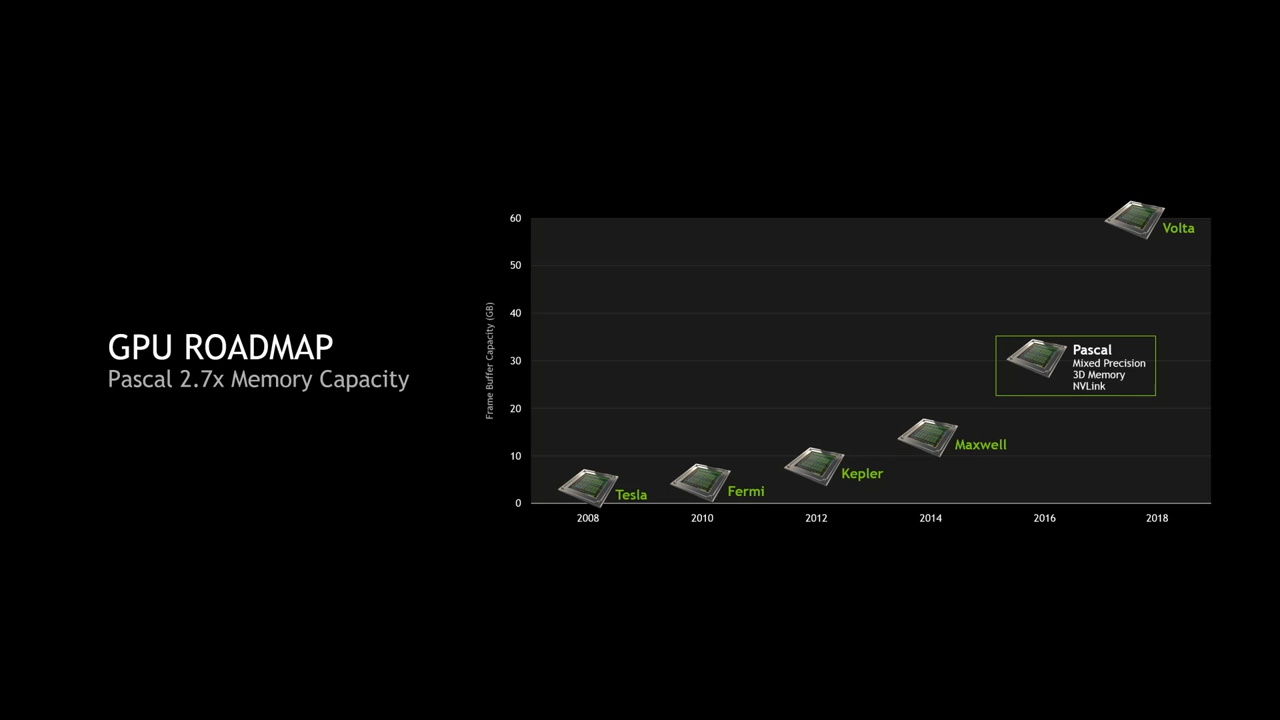 GPU ROADMAP
Pascal 2.7x Memory Capacity
Frame Buffer Capacity (GB)
60
50
40
30
20
10
0
2008
2010
2012
2014
2016
2018
Tesla
Fermi
Kepler
Maxwell
Pascal
Mixed Precision
3D Memory
NVLink
Volta